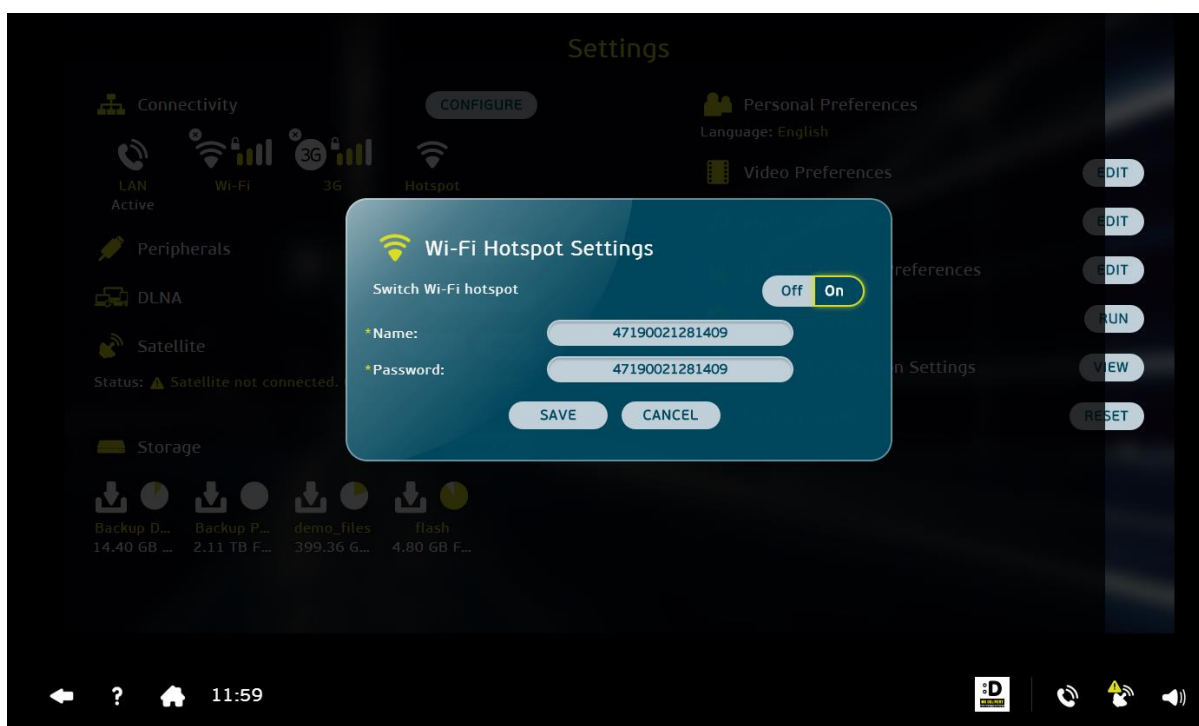 Settings
Connectivity
CONFIGURE
LAN
Active
Wi-Fi
3G
3G
Hotspot
Peripherals
DLNA
Satellite
Status: Satellite not connected.
Storage
Backup D...
14.40 GB ...
Backup P...
2.11 TB F...
demo_files
399.36 G...
flash
4.80 GB F...
Personal Preferences
Language: English
Video Preferences
EDIT
EDIT
references
EDIT
RUN
n Settings
VIEW
RESET
Wi-Fi Hotspot Settings
Switch Wi-Fi hotspot
Off On
*Name: 47190021281409
*Password: 47190021281409
SAVE CANCEL
? 11:59
:D